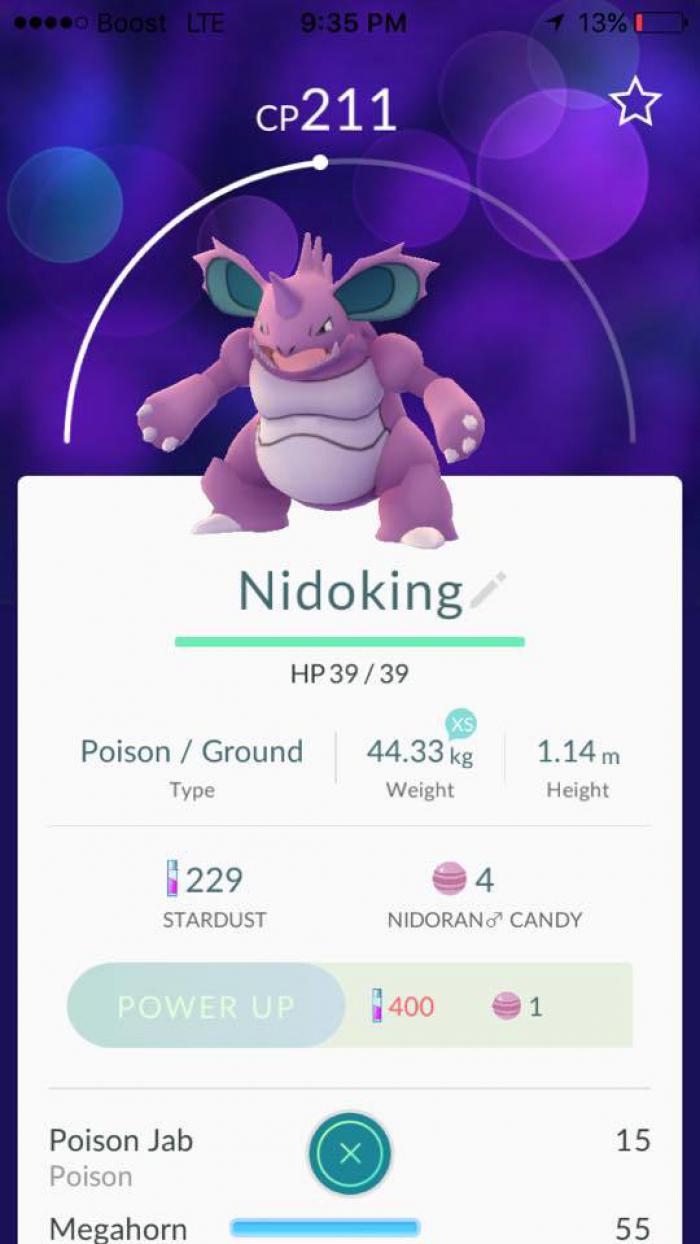 Boost LTE 9:35 PM 13%
CP211
Nidoking
HP 39 / 39
XS
Poison / Ground 44.33 kg 1.14 m
Type Weight Height
229 4
STARDUST NIDORAN♂ CANDY
POWER UP 400 1
Poison Jab 15
Poison
Megahorn 55